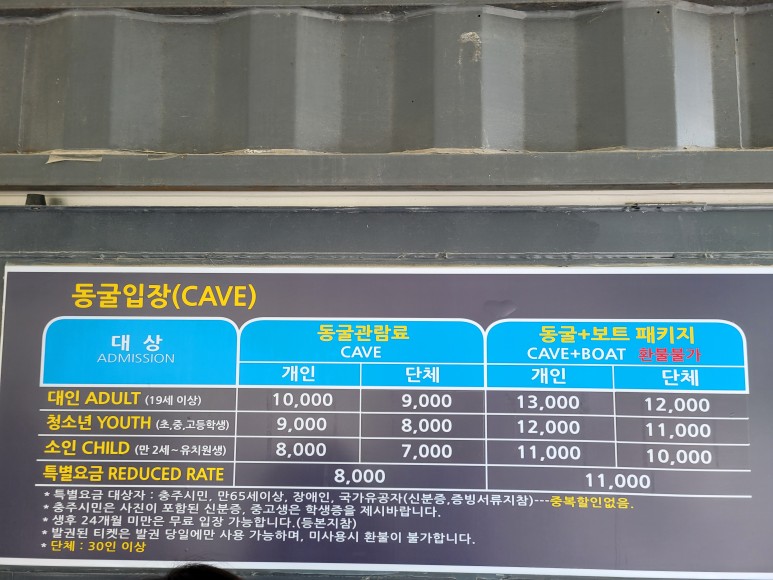 동굴입장(CAVE)
대 상 동굴관람료 동굴+보트 패키지
ADMISSION CAVE CAVE+BOAT 환불불가
개인 단체 개인 단체
대인 ADULT (19세 이상) 10,000 9,000 13,000 12,000
청소년 YOUTH (초,중,고등학생) 9,000 8,000 12,000 11,000
소인 CHILD (만 2세~유치원생) 8,000 7,000 11,000 10,000
특별요금 REDUCED RATE 8,000 11,000
* 특별요금 대상자 : 충주시민, 만65세이상, 장애인, 국가유공자(신분증,증빙서류지참)---중복할인없음.
* 충주시민은 사진이 포함된 신분증, 중고생은 학생증을 제시바랍니다.
* 생후 24개월 미만은 무료 입장 가능합니다.(등본지참)
* 발권된 티켓은 발권 당일에만 사용 가능하며, 미사용시 환불이 불가합니다.
* 단체 : 30인 이상